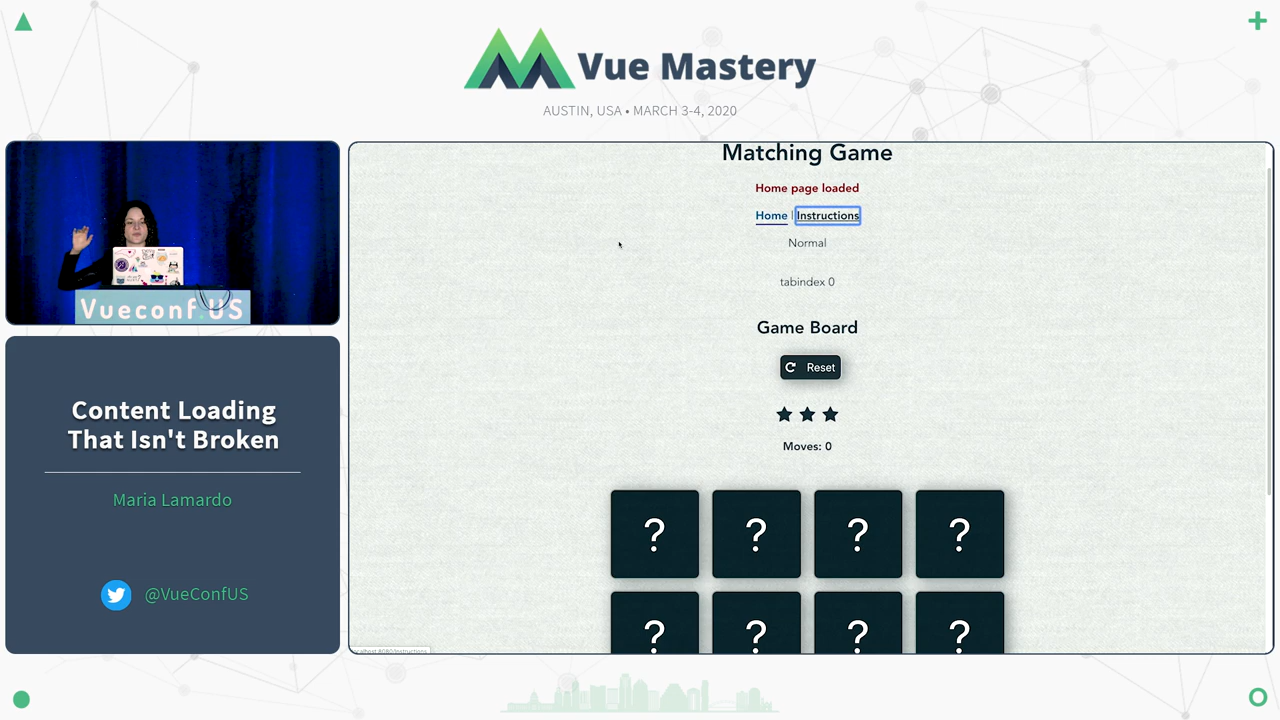 Vue Mastery
AUSTIN, USA • MARCH 3-4, 2020
Vueconf.US
Content Loading
That Isn't Broken
Maria Lamardo
@VueConfUS
Matching Game
Home page loaded
Home | Instructions
Normal
tabindex 0
Game Board
Reset
Moves: 0
? ? ? ?
? ? ? ?